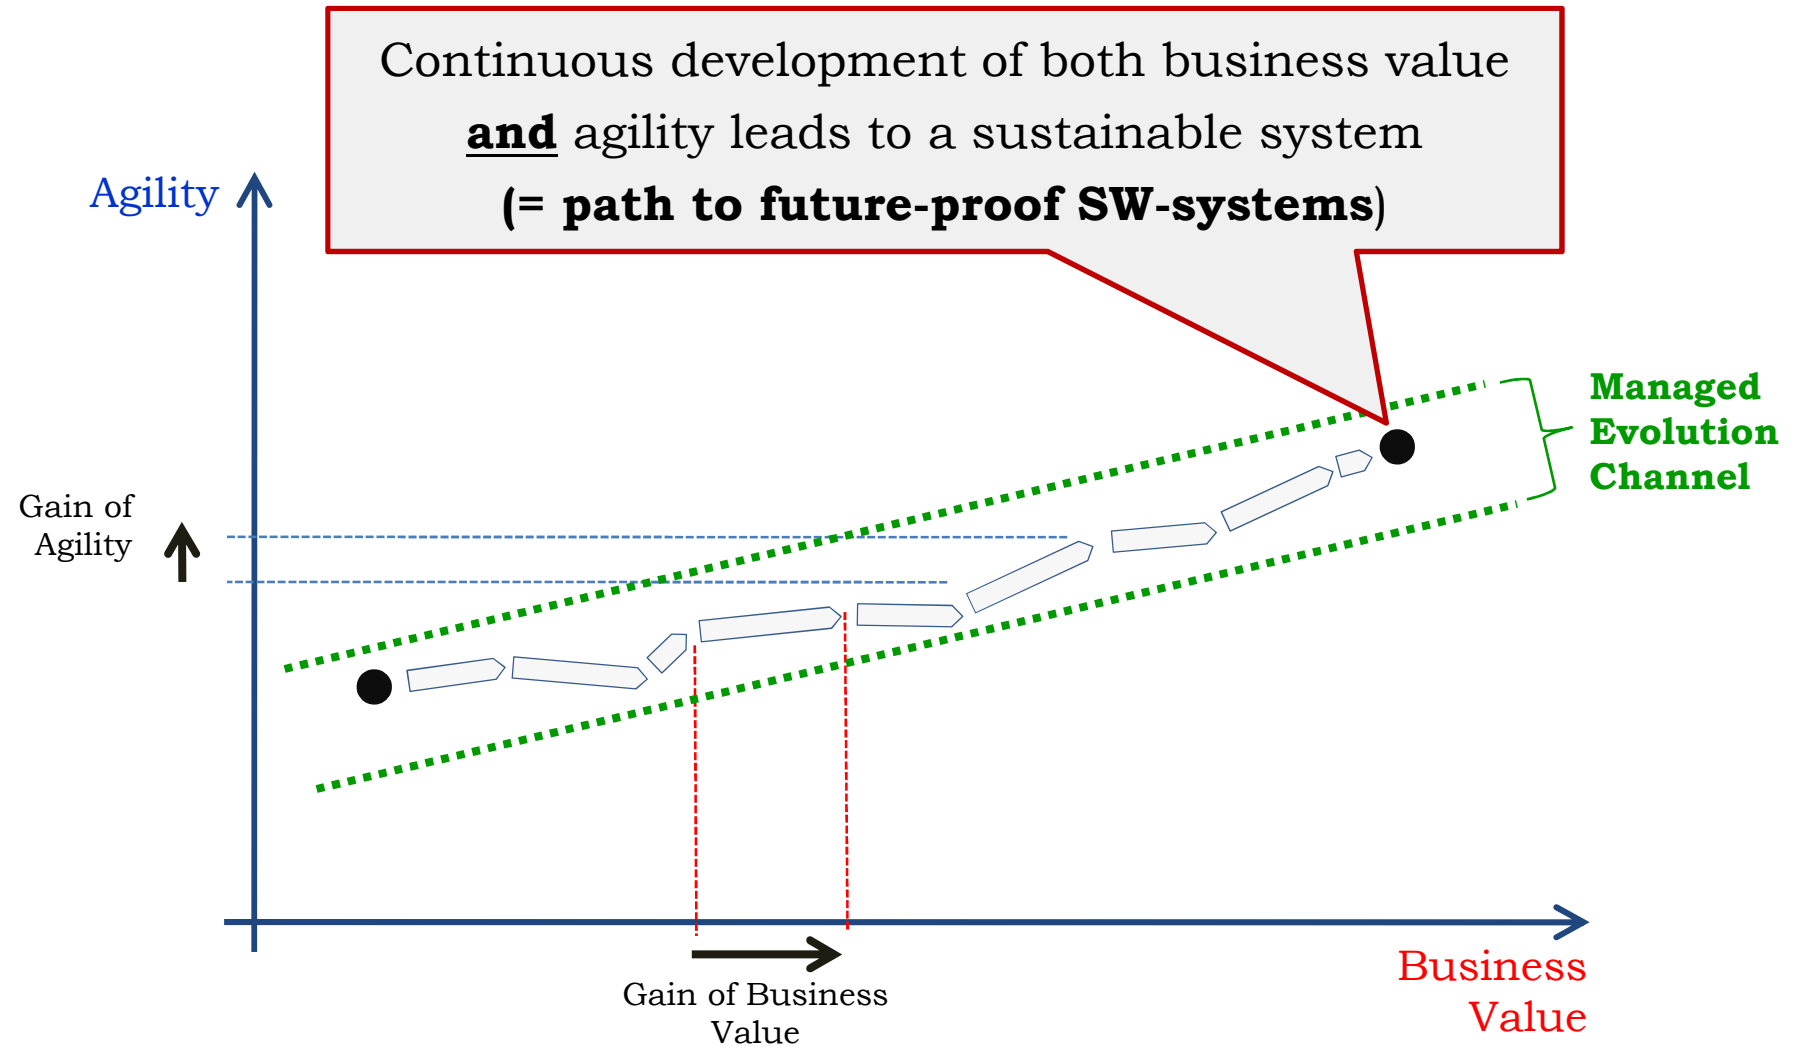 Continuous development of both business value
and agility leads to a sustainable system
(= path to future-proof SW-systems)
Agility
Managed
Evolution
Channel
Gain of
Agility
Business
Value
Gain of Business
Value